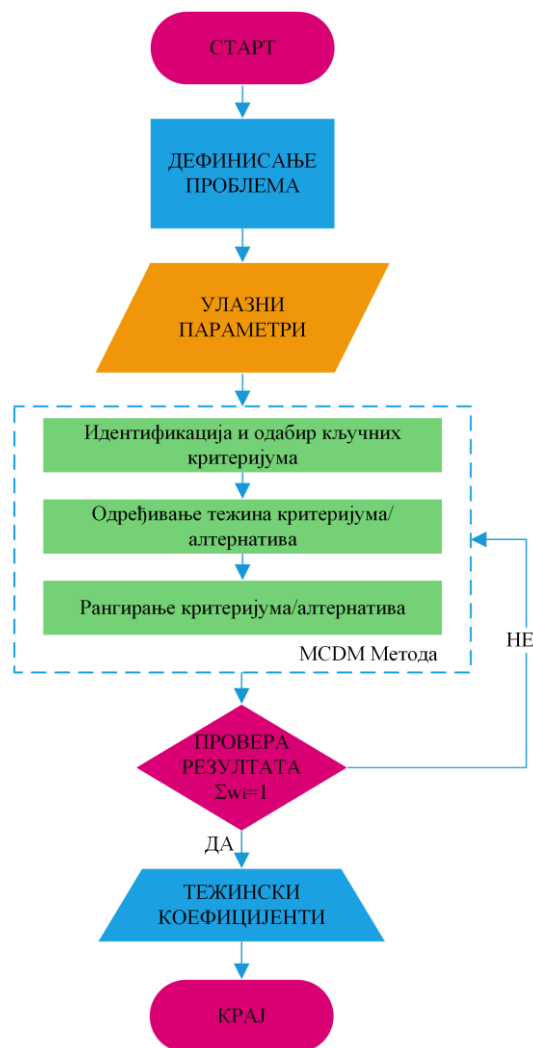 СТАРТ
ДЕФИНИСАЊЕ
ПРОБЛЕМА
УЛАЗНИ
ПАРАМЕТРИ
Идентификација и одабир кључних
критеријума
Одређивање тежина критеријума/
алтернатива
Рангирање критеријума/алтернатива
MCDM Метода
НЕ
ПРОВЕРА
РЕЗУЛТАТА
Σwi=1
ДА
ТЕЖИНСКИ
КОЕФИЦИЈЕНТИ
КРАЈ